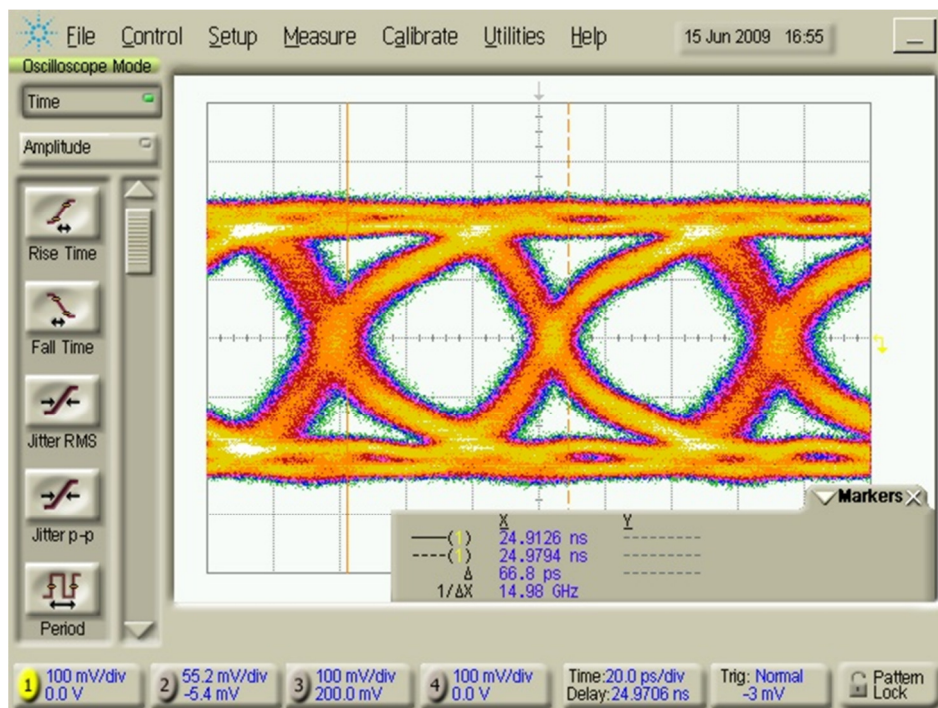 File Control Setup Measure Calibrate Utilities Help 15 Jun 2009 16:55
Oscilloscope Mode
Time
Amplitude
Rise Time
Fall Time
Jitter RMS
Jitter p-p
Period
Markers
X Y
(1) 24.9126 ns ---------
(1) 24.9794 ns ---------
Δ 66.8 ps ---------
1/ΔX 14.98 GHz
1 100 mV/div
0.0 V
2 55.2 mV/div
-5.4 mV
3 100 mV/div
200.0 mV
4 100 mV/div
0.0 V
Time:20.0 ps/div
Delay:24.9706 ns
Trig: Normal
-3 mV
Pattern
Lock